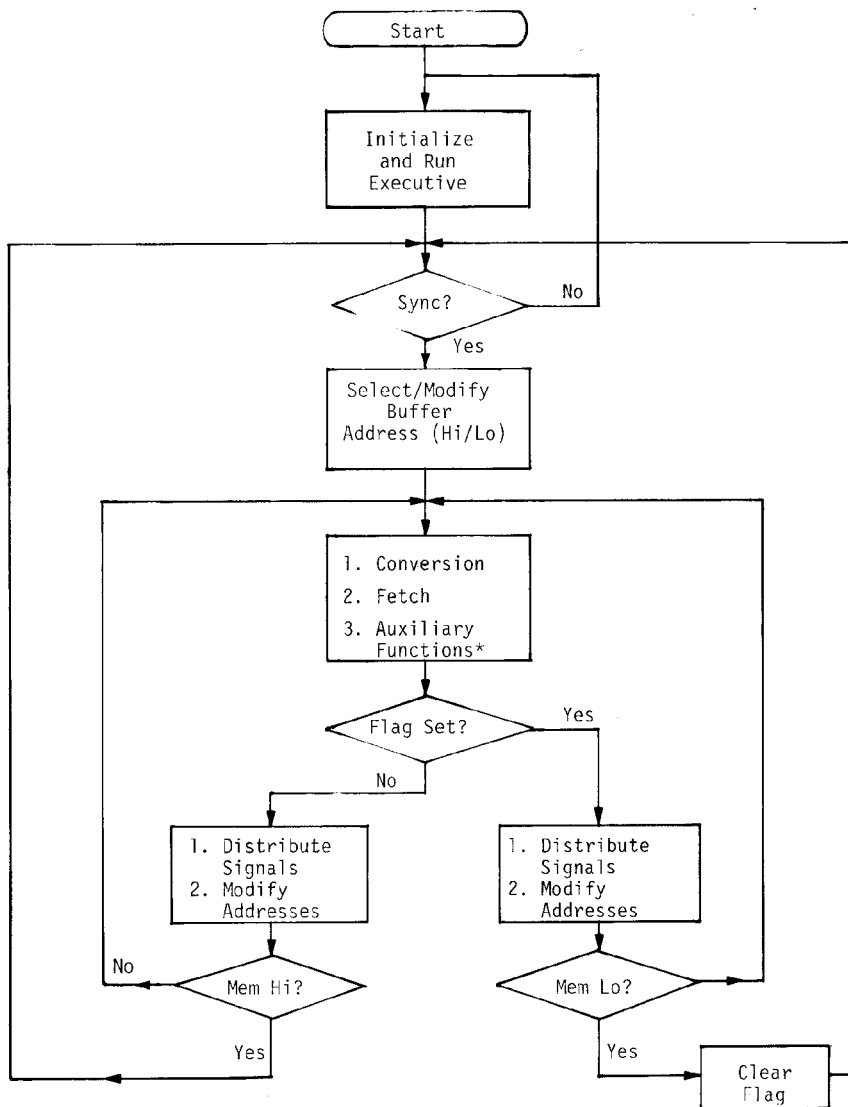 Start
Initialize
and Run
Executive
Sync?
No
Yes
Select/Modify
Buffer
Address (Hi/Lo)
1. Conversion
2. Fetch
3. Auxiliary
Functions*
Flag Set?
Yes
No
1. Distribute
Signals
2. Modify
Addresses
1. Distribute
Signals
2. Modify
Addresses
No
Mem Hi?
Mem Lo?
Yes
Yes
Clear
Flag